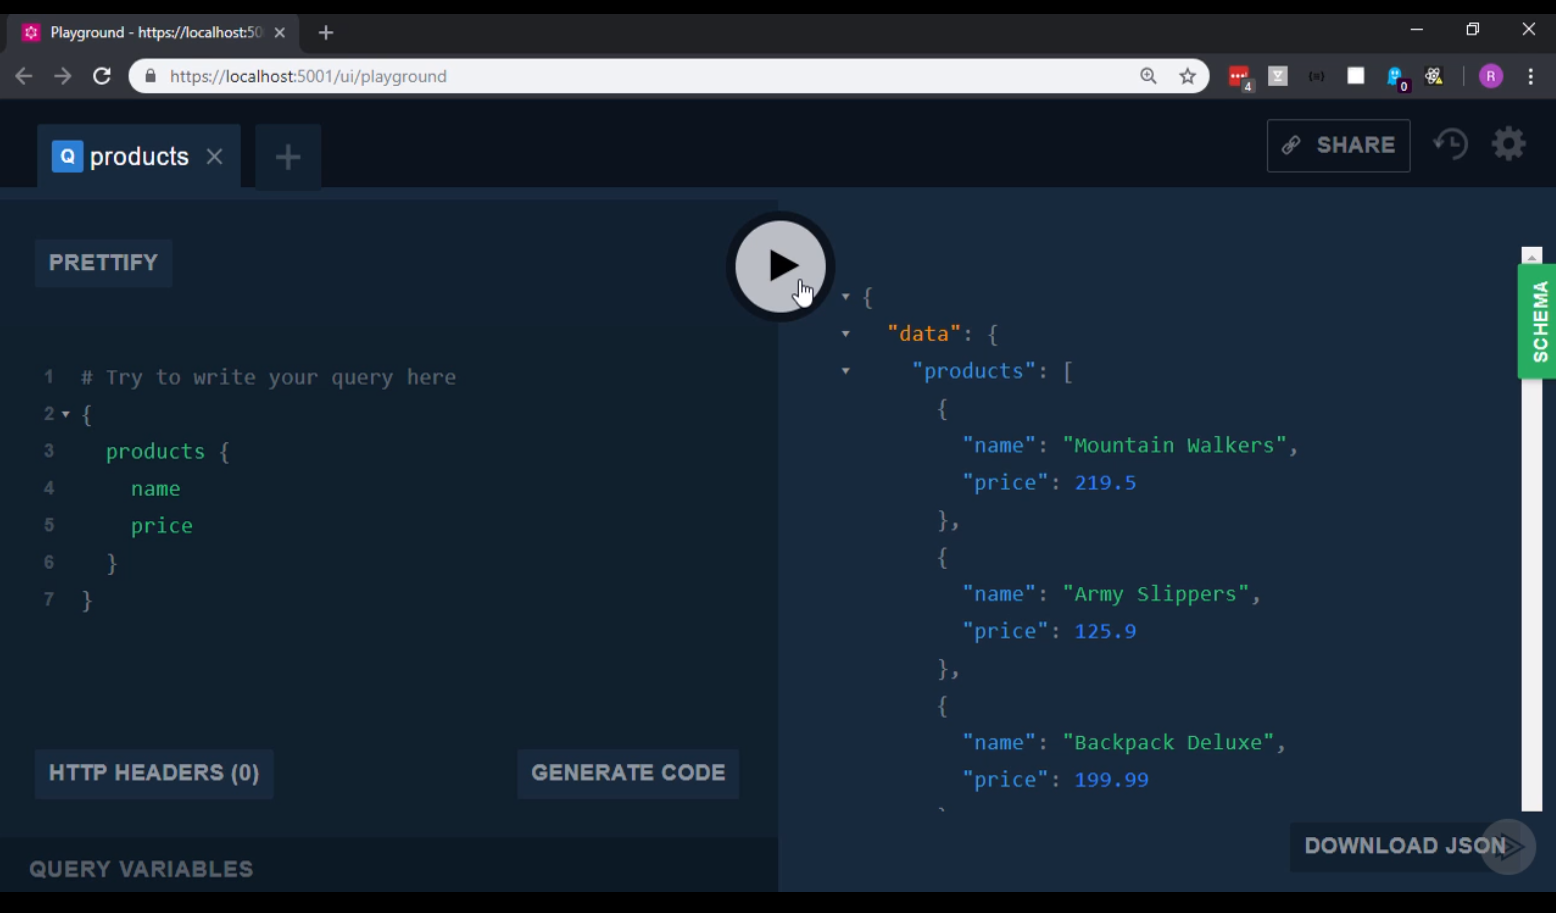 Playground - https://localhost:50
https://localhost:5001/ui/playground
4
0
R
Q products
SHARE
PRETTIFY
1 # Try to write your query here
2 {
3 products {
4 name
5 price
6 }
7 }
HTTP HEADERS (0)
GENERATE CODE
QUERY VARIABLES
{
"data": {
"products": [
{
"name": "Mountain Walkers",
"price": 219.5
},
{
"name": "Army Slippers",
"price": 125.9
},
{
"name": "Backpack Deluxe",
"price": 199.99
SCHEMA
DOWNLOAD JSON